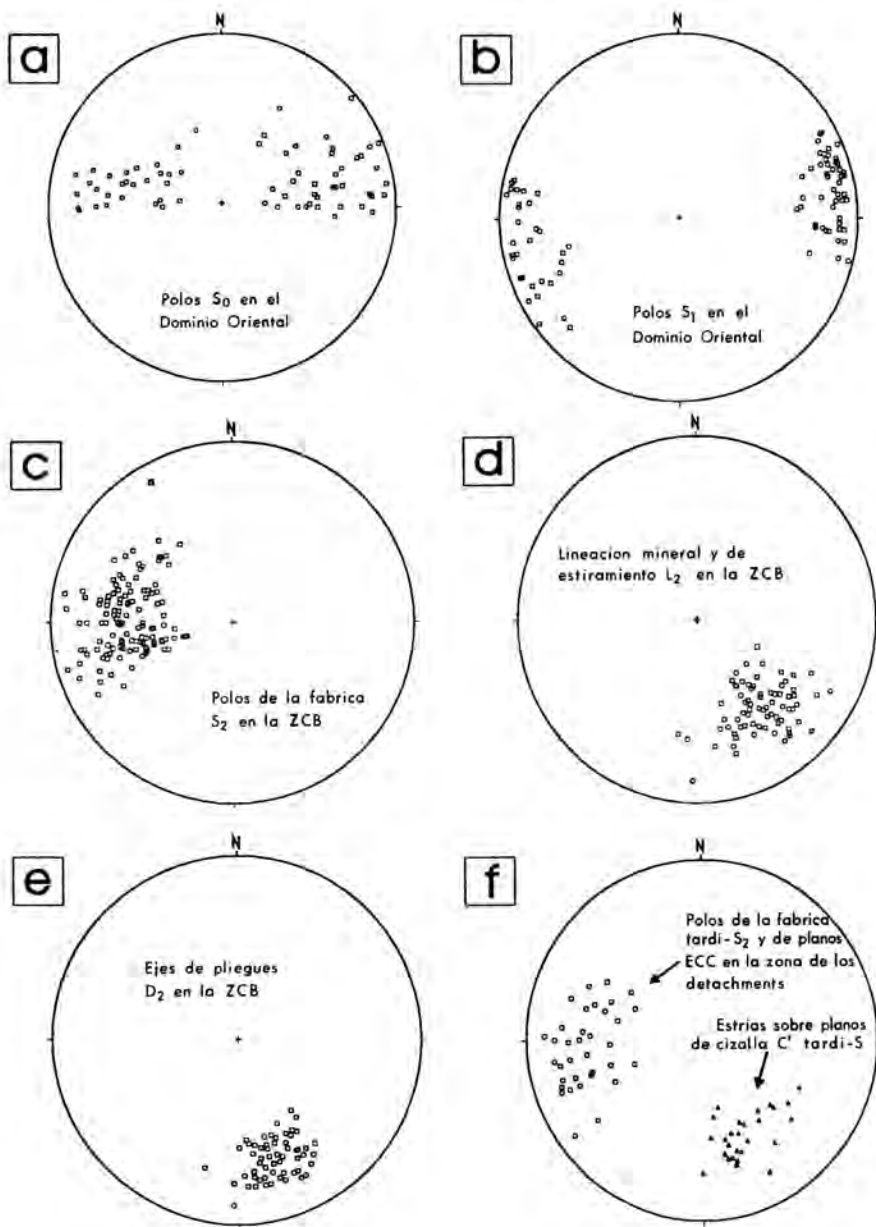 a
N
Polos S0 en el
Dominio Oriental
b
N
Polos S1 en el
Dominio Oriental
c
N
Polos de la fabrica
S2 en la ZCB
d
N
Lineacion mineral y de
estiramiento L2 en la ZCB
e
N
Ejes de pliegues
D2 en la ZCB
f
N
Polos de la fabrica
tardi-S2 y de planos
ECC en la zona de los
detachments
Estrías sobre planos
de cizalla C' tardi-S